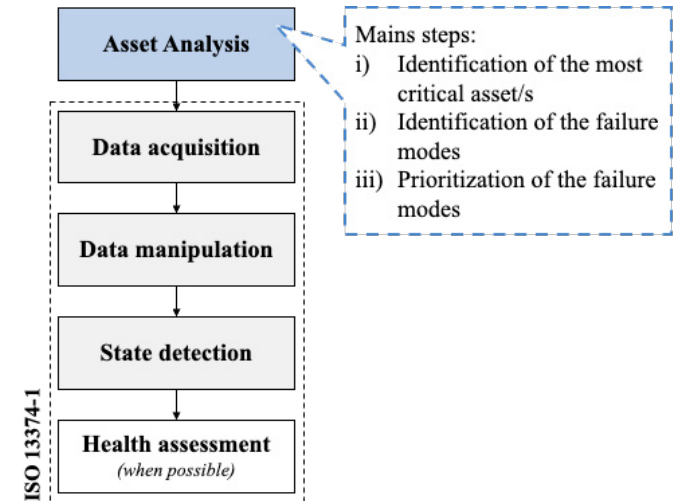 Asset Analysis
Mains steps:
i) Identification of the most
critical asset/s
ii) Identification of the failure
modes
iii) Prioritization of the failure
modes
Data acquisition
Data manipulation
State detection
Health assessment
(when possible)
ISO 13374-1